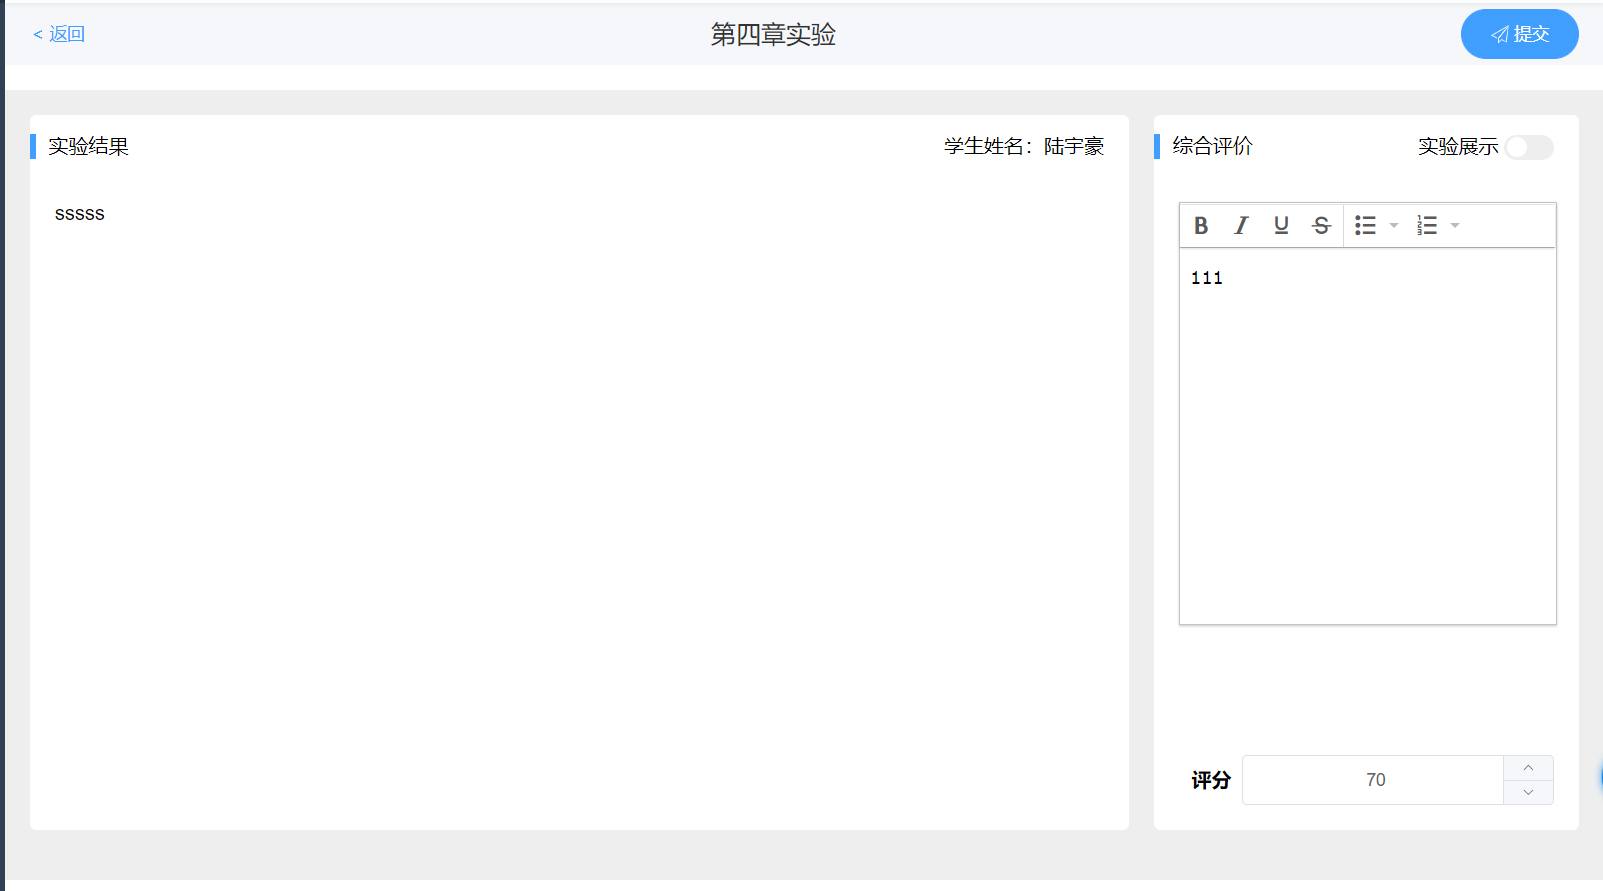 < 返回
第四章实验
提交
实验结果
学生姓名：陆宇豪
sssss
综合评价
实验展示
B I U S
111
评分
70